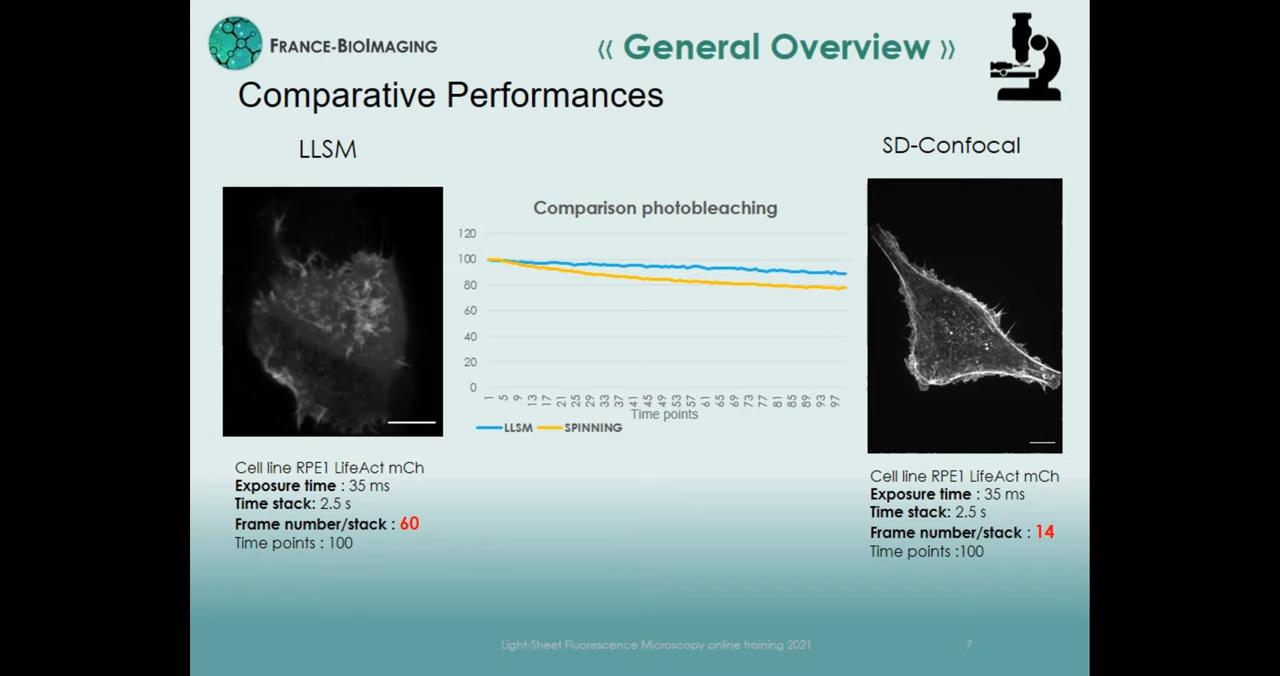 FRANCE-BIOIMAGING
« General Overview »
Comparative Performances
LLSM
SD-Confocal
Comparison photobleaching
120
100
80
60
40
20
0
1 5 9 13 17 21 25 29 33 37 41 45 49 53 57 61 65 69 73 77 81 85 89 93 97
Time points
LLSM SPINNING
Cell line RPE1 LifeAct mCh
Exposure time : 35 ms
Time stack: 2.5 s
Frame number/stack : 60
Time points : 100
Cell line RPE1 LifeAct mCh
Exposure time : 35 ms
Time stack: 2.5 s
Frame number/stack : 14
Time points :100
Light-Sheet Fluorescence Microscopy online training 2021
7